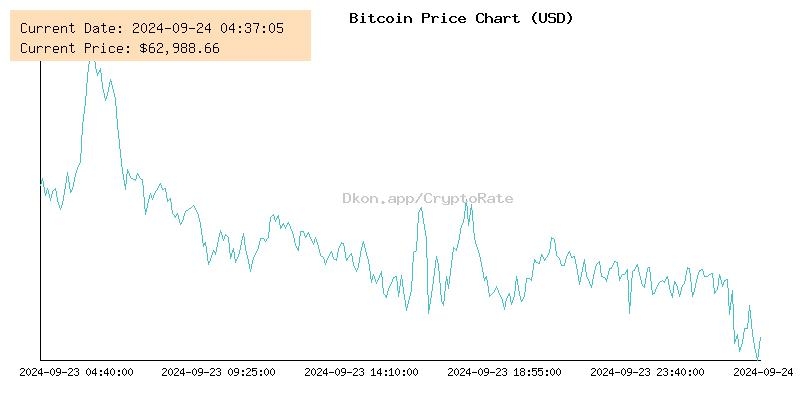 Bitcoin Price Chart (USD)
Current Date: 2024-09-24 04:37:05
Current Price: $62,988.66
Dkon.app/CryptoRate
2024-09-23 04:40:00 2024-09-23 09:25:00 2024-09-23 14:10:00 2024-09-23 18:55:00 2024-09-23 23:40:00 2024-09-24